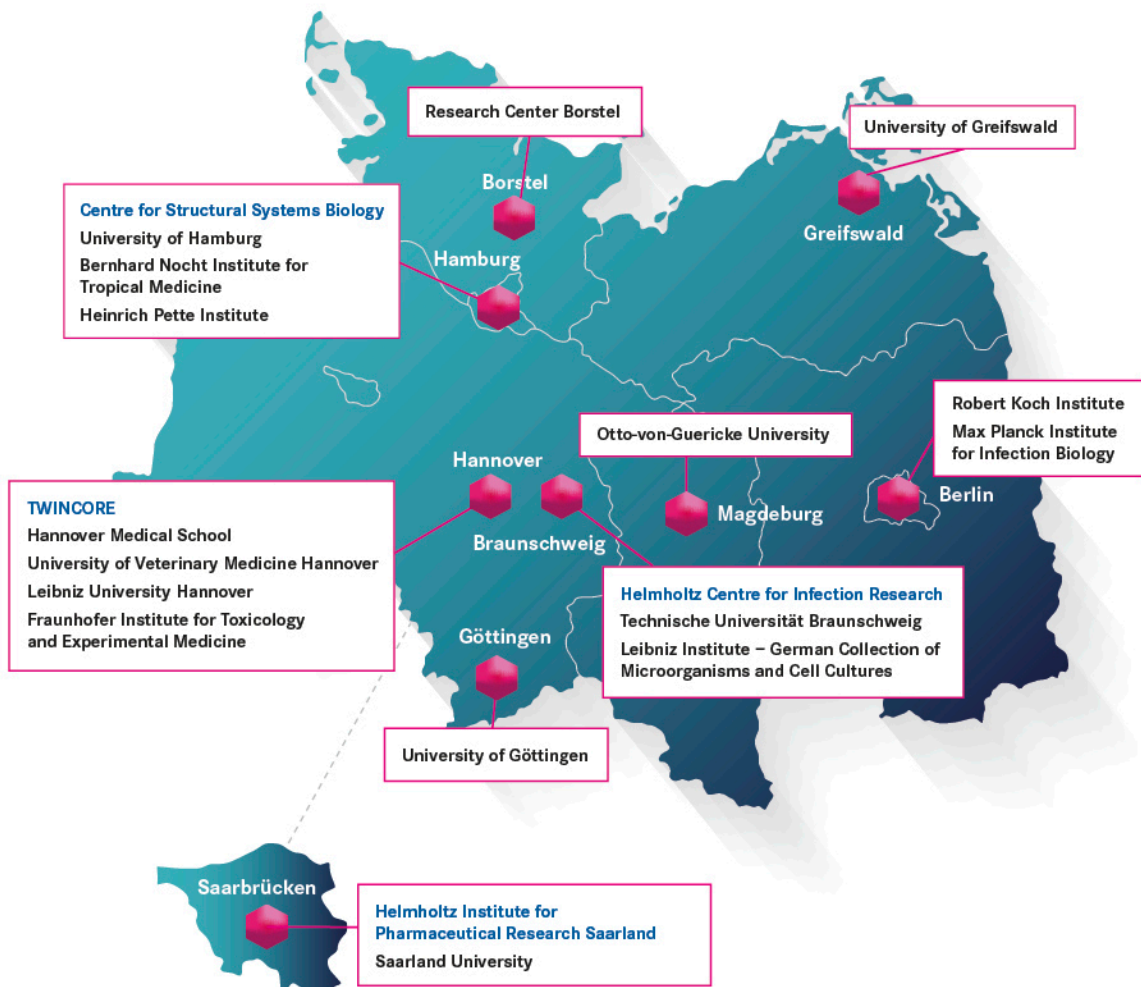 Research Center Borstel
University of Greifswald
Borstel
Greifswald
Centre for Structural Systems Biology
University of Hamburg
Bernhard Nocht Institute for
Tropical Medicine
Heinrich Pette Institute
Hamburg
Robert Koch Institute
Max Planck Institute
for Infection Biology
Otto-von-Guericke University
Hannover
Berlin
Magdeburg
Braunschweig
TWINCORE
Hannover Medical School
University of Veterinary Medicine Hannover
Leibniz University Hannover
Fraunhofer Institute for Toxicology
and Experimental Medicine
Helmholtz Centre for Infection Research
Technische Universität Braunschweig
Leibniz Institute – German Collection of
Microorganisms and Cell Cultures
Göttingen
University of Göttingen
Saarbrücken
Helmholtz Institute for
Pharmaceutical Research Saarland
Saarland University